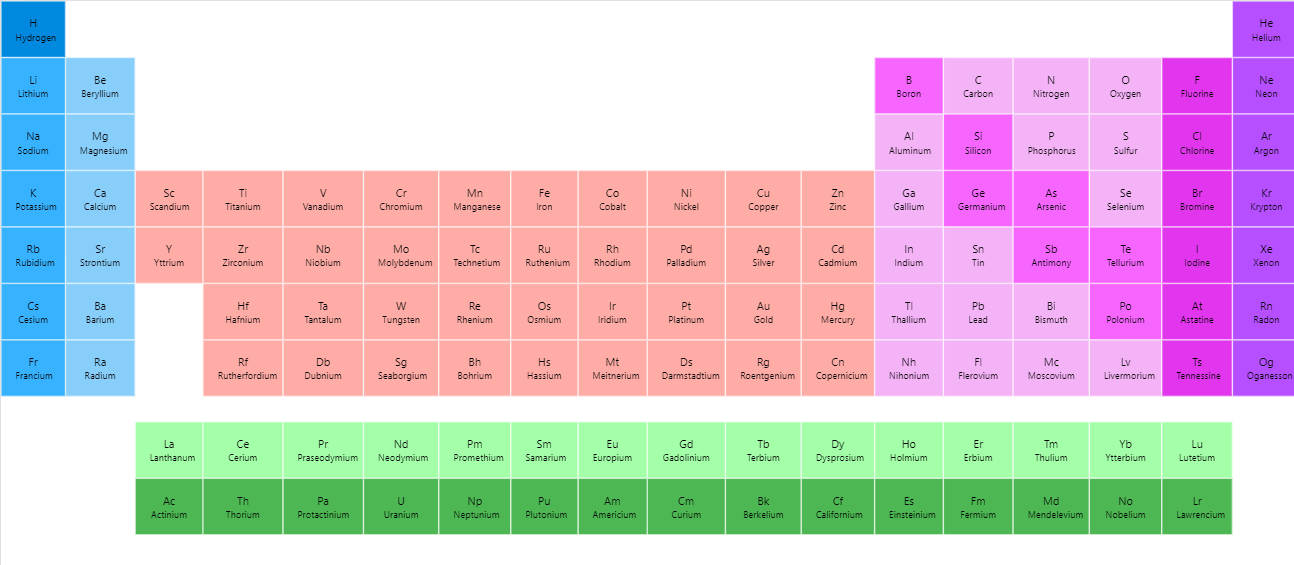 H He
Hydrogen Helium
Li Be B C N O F Ne
Lithium Beryllium Boron Carbon Nitrogen Oxygen Fluorine Neon
Na Mg Al Si P S Cl Ar
Sodium Magnesium Aluminum Silicon Phosphorus Sulfur Chlorine Argon
K Ca Sc Ti V Cr Mn Fe Co Ni Cu Zn Ga Ge As Se Br Kr
Potassium Calcium Scandium Titanium Vanadium Chromium Manganese Iron Cobalt Nickel Copper Zinc Gallium Germanium Arsenic Selenium Bromine Krypton
Rb Sr Y Zr Nb Mo Tc Ru Rh Pd Ag Cd In Sn Sb Te I Xe
Rubidium Strontium Yttrium Zirconium Niobium Molybdenum Technetium Ruthenium Rhodium Palladium Silver Cadmium Indium Tin Antimony Tellurium Iodine Xenon
Cs Ba Hf Ta W Re Os Ir Pt Au Hg Tl Pb Bi Po At Rn
Cesium Barium Hafnium Tantalum Tungsten Rhenium Osmium Iridium Platinum Gold Mercury Thallium Lead Bismuth Polonium Astatine Radon
Fr Ra Rf Db Sg Bh Hs Mt Ds Rg Cn Nh Fl Mc Lv Ts Og
Francium Radium Rutherfordium Dubnium Seaborgium Bohrium Hassium Meitnerium Darmstadtium Roentgenium Copernicium Nihonium Flerovium Moscovium Livermorium Tennessine Oganesson
La Ce Pr Nd Pm Sm Eu Gd Tb Dy Ho Er Tm Yb Lu
Lanthanum Cerium Praseodymium Neodymium Promethium Samarium Europium Gadolinium Terbium Dysprosium Holmium Erbium Thulium Ytterbium Lutetium
Ac Th Pa U Np Pu Am Cm Bk Cf Es Fm Md No Lr
Actinium Thorium Protactinium Uranium Neptunium Plutonium Americium Curium Berkelium Californium Einsteinium Fermium Mendelevium Nobelium Lawrencium